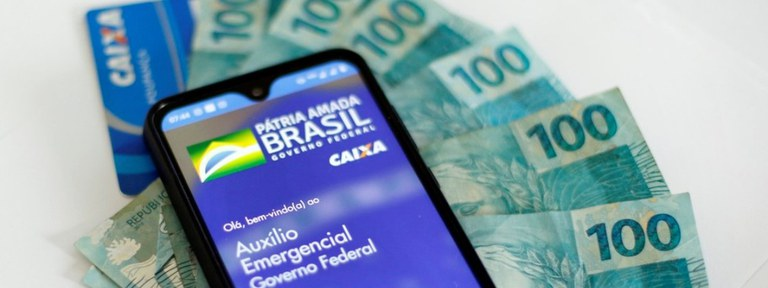 CAIXA
100
100
100
100
100
100
07:44
PÁTRIA AMADA
BRASIL
GOVERNO FEDERAL
CAIXA
Olá, bem-vindo(a) ao
Auxílio
Emergencial
Governo Federal